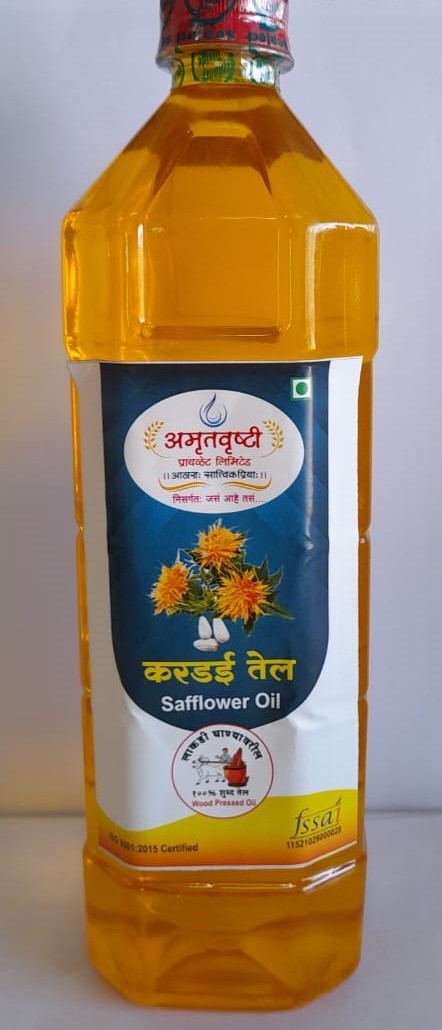 अमृतवृष्टी
प्रायव्हेट लिमिटेड
निसर्गतः जसं आहे तसं...
करडई तेल
Safflower Oil
लाकडी घाण्यावरील
१००% शुध्द तेल
Wood Pressed Oil
fssai
11521029000028
ISO 9001:2015 Certified